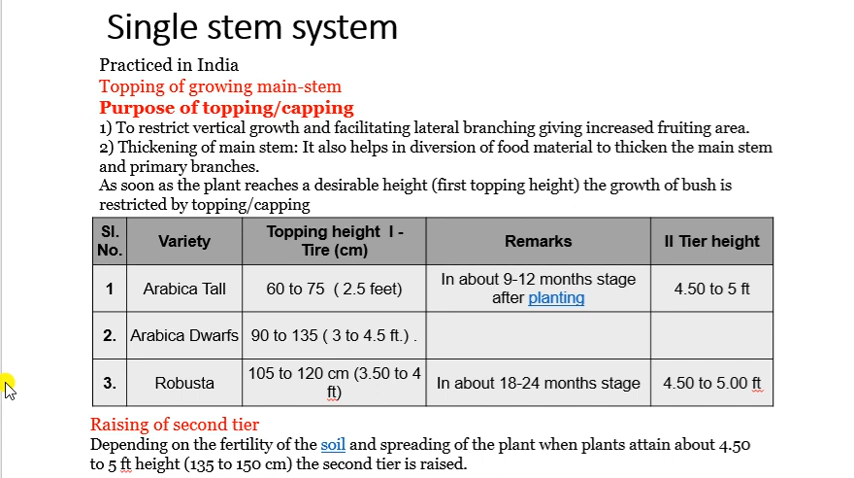 Single stem system
Practiced in India
Topping of growing main-stem
Purpose of topping/capping
1) To restrict vertical growth and facilitating lateral branching giving increased fruiting area.
2) Thickening of main stem: It also helps in diversion of food material to thicken the main stem
and primary branches.
As soon as the plant reaches a desirable height (first topping height) the growth of bush is
restricted by topping/capping
Sl. No. Variety Topping height I - Tire (cm) Remarks II Tier height
1 Arabica Tall 60 to 75 ( 2.5 feet) In about 9-12 months stage after planting 4.50 to 5 ft
2. Arabica Dwarfs 90 to 135 ( 3 to 4.5 ft.) .
3. Robusta 105 to 120 cm (3.50 to 4 ft) In about 18-24 months stage 4.50 to 5.00 ft
Raising of second tier
Depending on the fertility of the soil and spreading of the plant when plants attain about 4.50
to 5 ft height (135 to 150 cm) the second tier is raised.